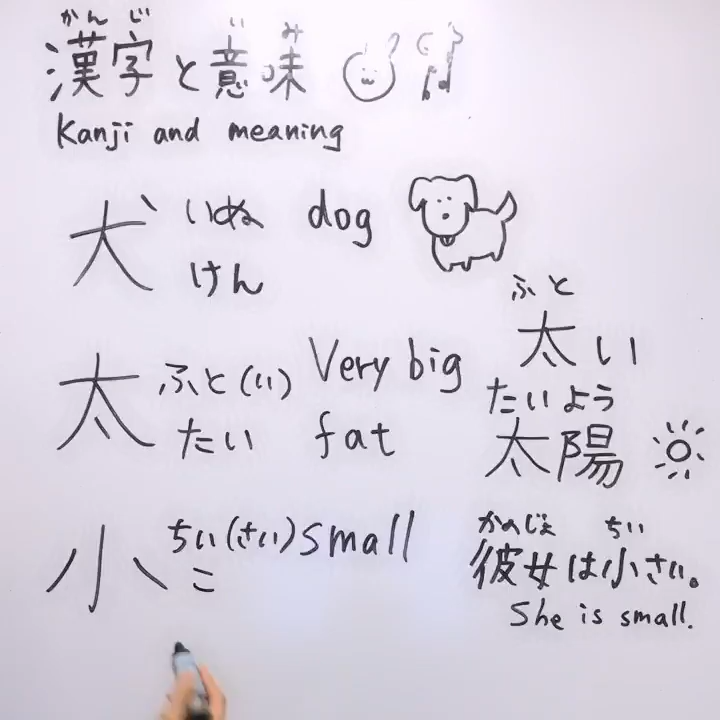 かんじ　い　み
漢字と意味
Kanji and meaning
犬 いぬ dog
けん
ふと
太い
太 ふと(い) Very big
たい fat
たいよう
太陽
小 ちい(さい) small
こ
かのじょ　ちい
彼女は小さい。
She is small.